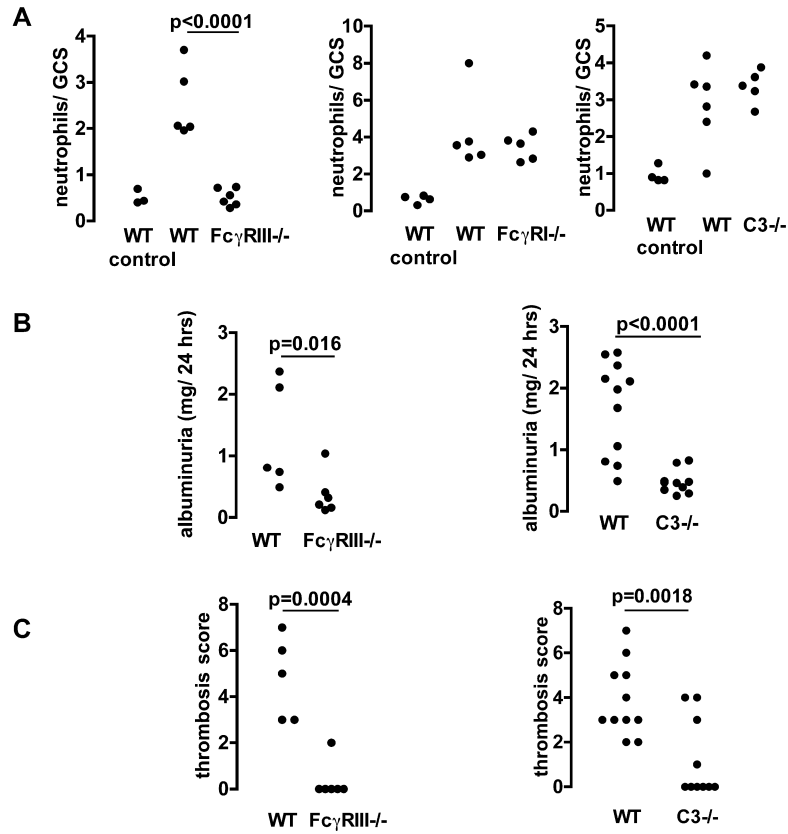 A
p<0.0001
neutrophils/ GCS
4
3
2
1
0
WT control
WT
FcγRIII-/-
neutrophils/ GCS
10
8
6
4
2
0
WT control
WT
FcγRI-/-
neutrophils/ GCS
5
4
3
2
1
0
WT control
WT
C3-/-
B
p=0.016
albuminuria (mg/ 24 hrs)
3
2
1
0
WT
FcγRIII-/-
p<0.0001
albuminuria (mg/ 24 hrs)
3
2
1
0
WT
C3-/-
C
p=0.0004
thrombosis score
8
6
4
2
0
WT
FcγRIII-/-
p=0.0018
thrombosis score
8
6
4
2
0
WT
C3-/-